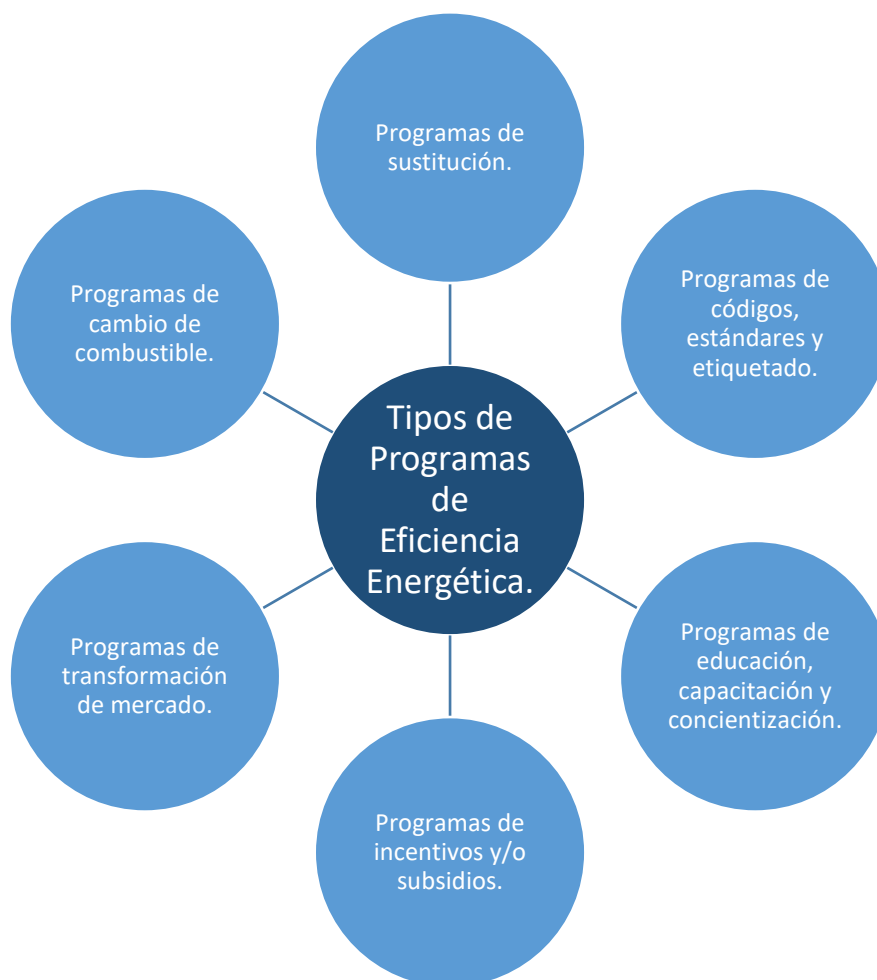 Programas de
sustitución.
Programas de
códigos,
estándares y
etiquetado.
Programas de
educación,
capacitación y
concientización.
Programas de
incentivos y/o
subsidios.
Programas de
transformación
de mercado.
Programas de
cambio de
combustible.
Tipos de
Programas
de
Eficiencia
Energética.